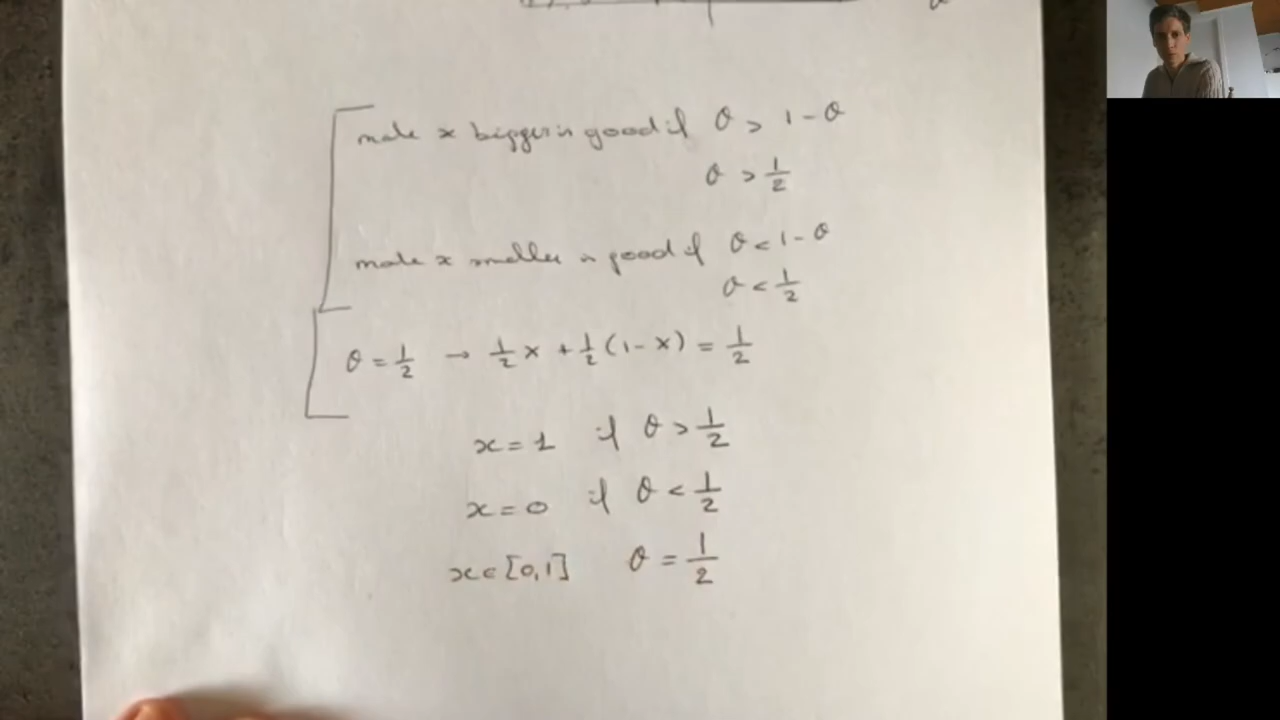 make x bigger is good if θ > 1 - θ
θ > 1/2
make x smaller is good if θ < 1 - θ
θ < 1/2
θ = 1/2 → 1/2 x + 1/2 (1 - x) = 1/2
x = 1 if θ > 1/2
x = 0 if θ < 1/2
x ∈ [0,1] θ = 1/2